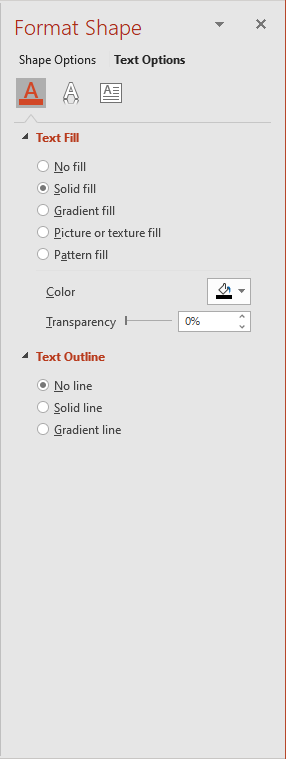 Format Shape
Shape Options Text Options
A A A
Text Fill
No fill
Solid fill
Gradient fill
Picture or texture fill
Pattern fill
Color
Transparency 0%
Text Outline
No line
Solid line
Gradient line